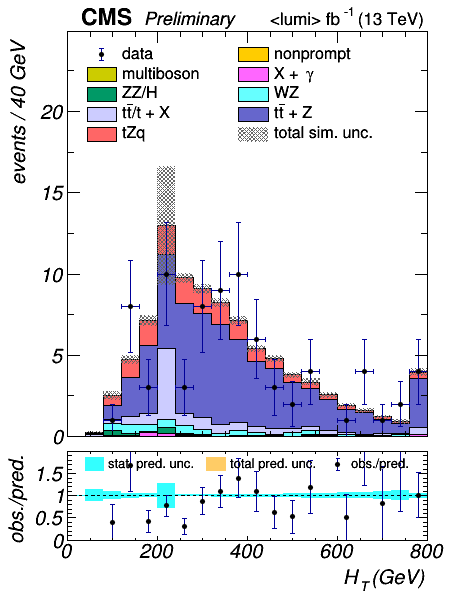 CMS Preliminary <lumi> fb⁻¹ (13 TeV)
events / 40 GeV
data
nonprompt
multiboson
X + γ
ZZ/H
WZ
tt̄/t + X
tt̄ + Z
tZq
total sim. unc.
20
15
10
5
0
obs./pred.
stat. pred. unc.
total pred. unc.
obs./pred.
1.5
1
0.5
0
0 200 400 600 800
H_T (GeV)